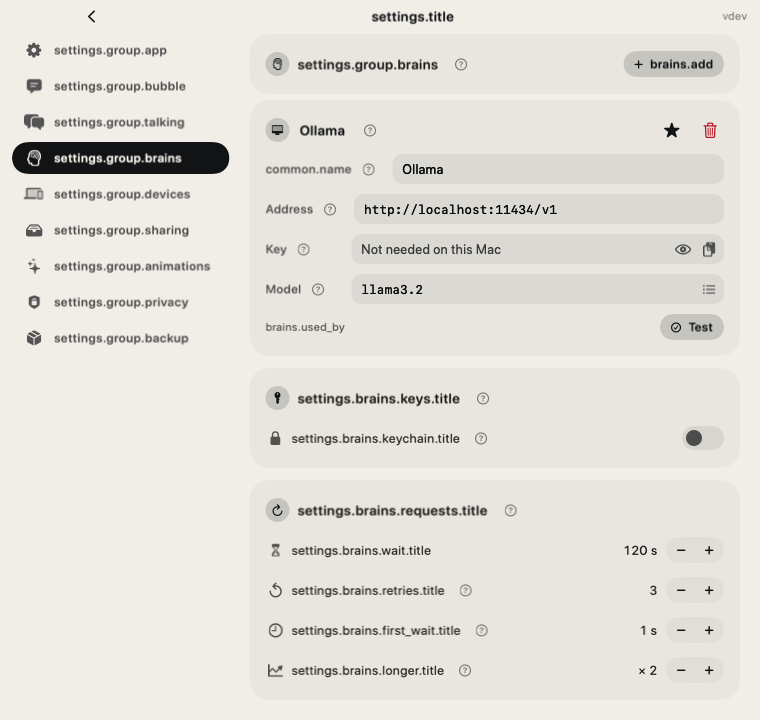 settings.title
vdev
settings.group.app
settings.group.bubble
settings.group.talking
settings.group.brains
settings.group.devices
settings.group.sharing
settings.group.animations
settings.group.privacy
settings.group.backup
settings.group.brains
+ brains.add
Ollama
common.name
Ollama
Address
http://localhost:11434/v1
Key
Not needed on this Mac
Model
llama3.2
brains.used_by
Test
settings.brains.keys.title
settings.brains.keychain.title
settings.brains.requests.title
settings.brains.wait.title
120 s
− +
settings.brains.retries.title
3
− +
settings.brains.first_wait.title
1 s
− +
settings.brains.longer.title
× 2
− +